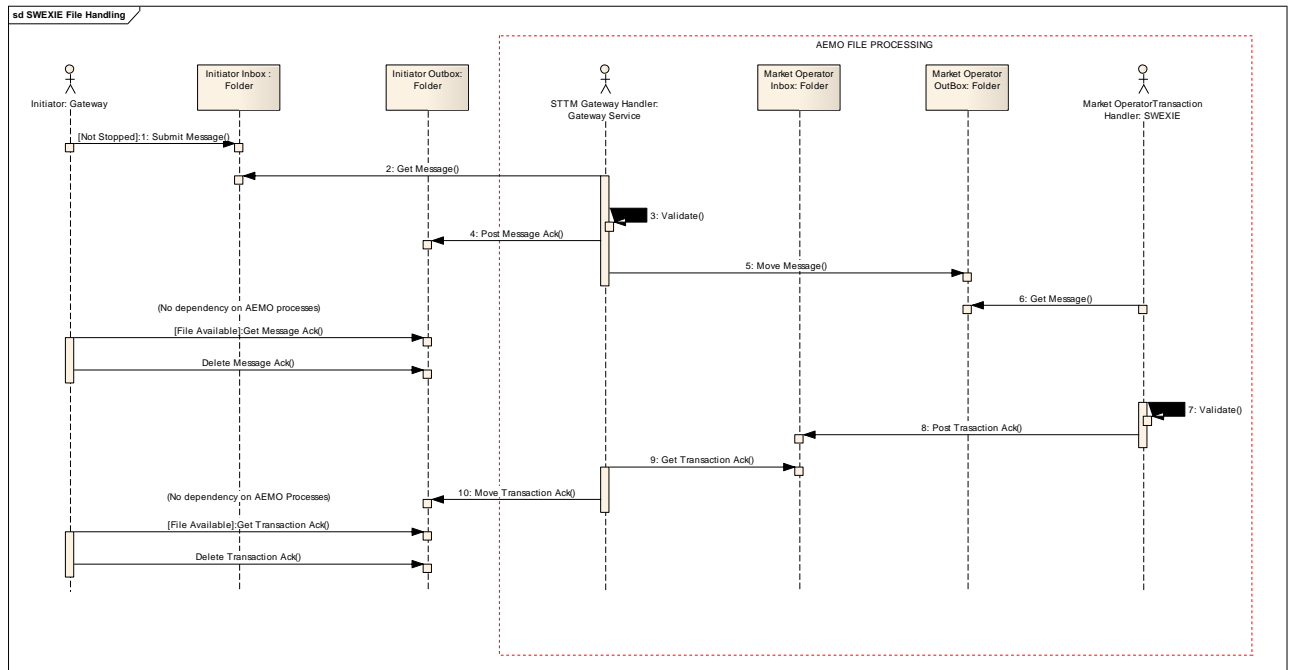 sd SWEXIE File Handling
AEMO FILE PROCESSING
Initiator: Gateway
Initiator Inbox :
Folder
Initiator Outbox:
Folder
STTM Gateway Handler:
Gateway Service
Market Operator
Inbox: Folder
Market Operator
OutBox: Folder
Market OperatorTransaction
Handler: SWEXIE
[Not Stopped]:1: Submit Message()
2: Get Message()
3: Validate()
4: Post Message Ack()
5: Move Message()
6: Get Message()
(No dependency on AEMO processes)
[File Available]:Get Message Ack()
Delete Message Ack()
7: Validate()
8: Post Trasaction Ack()
9: Get Transaction Ack()
10: Move Transaction Ack()
(No dependency on AEMO Processes)
[File Available]:Get Transaction Ack()
Delete Transaction Ack()